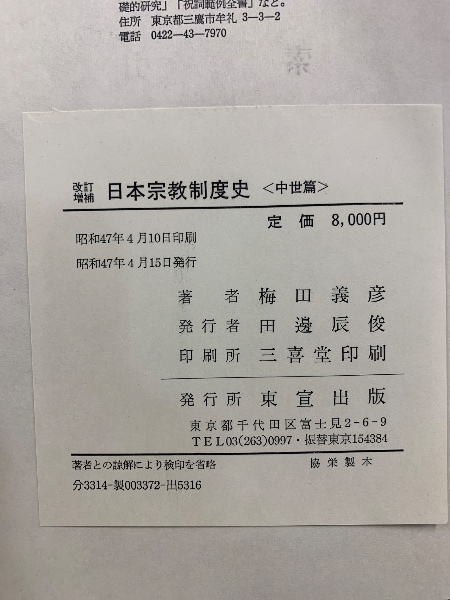 礎的研究」「祝詞範例全書」など。
住所 東京都三鷹市牟礼 3―3―2
電話 0422―43―7970
改訂増補 日本宗教制度史 <中世篇>
定価 8,000円
昭和47年4月10日印刷
昭和47年4月15日発行
著者 梅田義彦
発行者 田邊辰俊
印刷所 三喜堂印刷
発行所 東宣出版
東京都千代田区富士見2-6-9
TEL03(263)0997・振替東京154384
著者との諒解により検印を省略 協栄製本
分3314-製003372-出5316